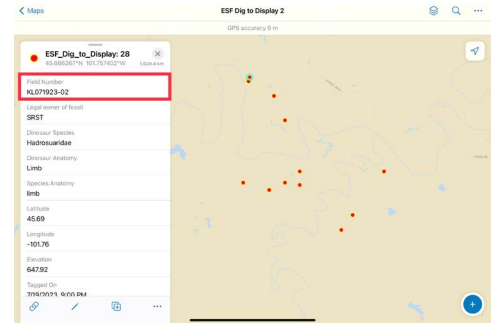 Maps
ESF Dig to Display 2
GPS accuracy 6 m
ESF_Dig_to_Display: 28
45.686267°N 101.757402°W
Field Number
KL071923-02
Legal owner of fossil
SRST
Dinosaur Species
Hadrosuaridae
Dinosaur Anatomy
Limb
Species Anatomy
limb
Latitude
45.69
Longitude
-101.76
Elevation
647.92
Tagged On
7/19/2023, 9:00 PM